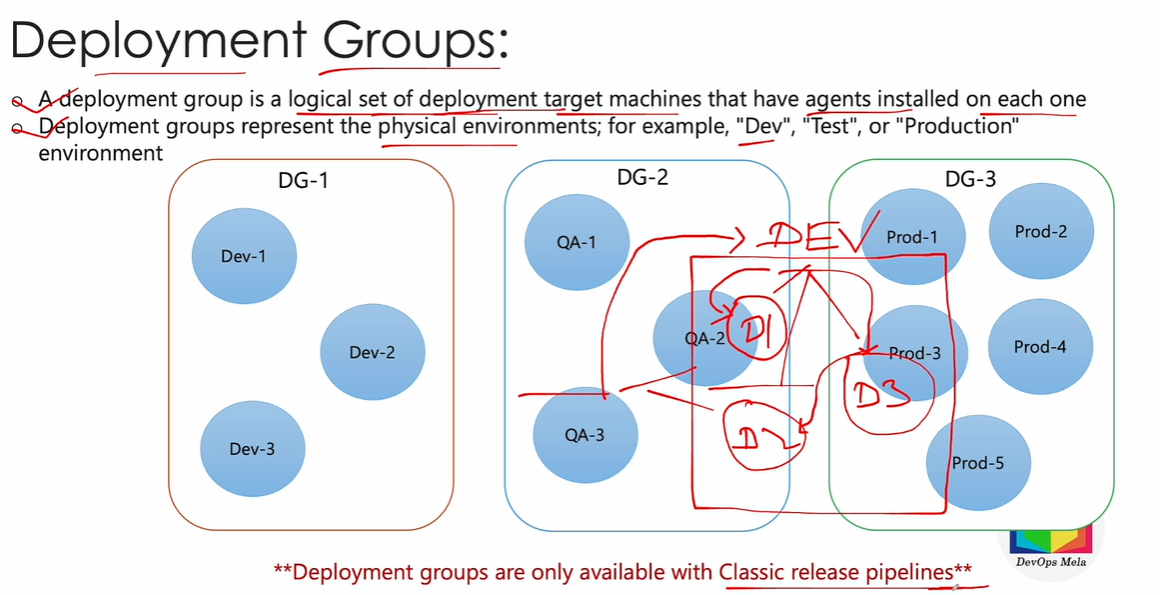 Deployment Groups:
A deployment group is a logical set of deployment target machines that have agents installed on each one
Deployment groups represent the physical environments; for example, "Dev", "Test", or "Production"
environment
DG-1
Dev-1
Dev-2
Dev-3
DG-2
QA-1
QA-2
QA-3
DG-3
Prod-1
Prod-2
Prod-3
Prod-4
Prod-5
DEV
D1
D2
D3
**Deployment groups are only available with Classic release pipelines**
DevOps Mela